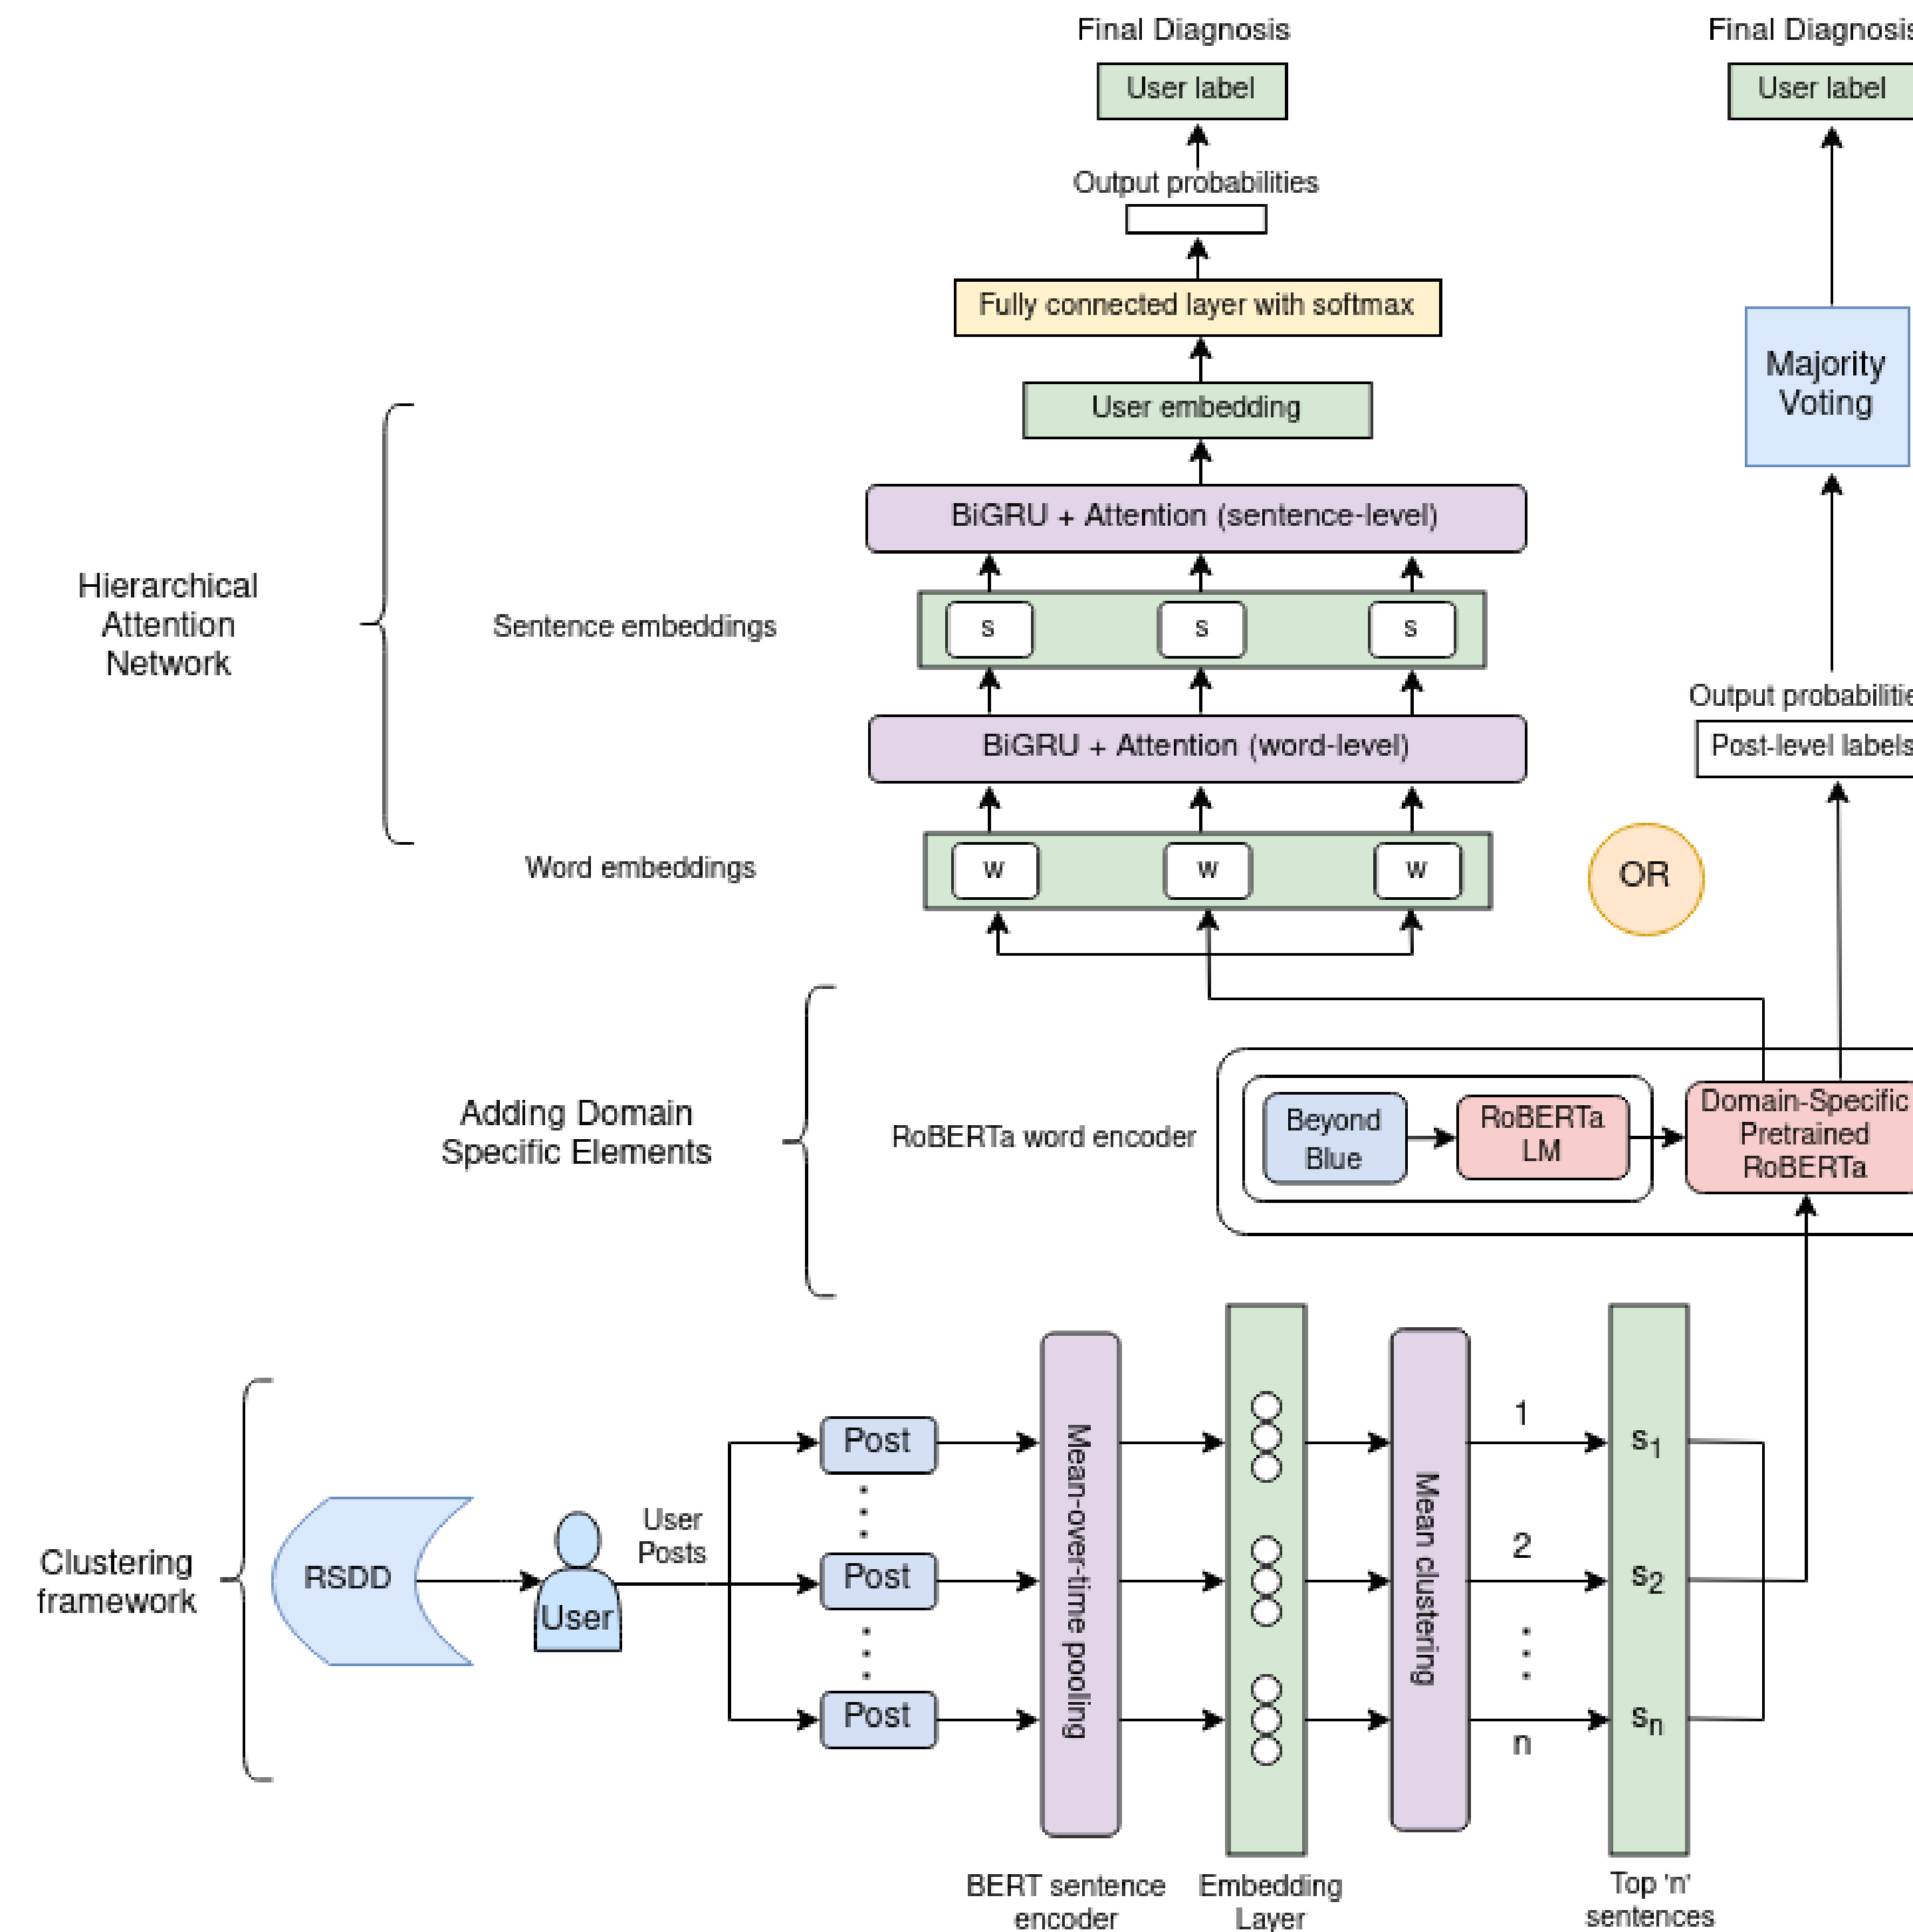 Final Diagnosis
User label
Output probabilities
Fully connected layer with softmax
User embedding
BiGRU + Attention (sentence-level)
Hierarchical
Attention
Network
Sentence embeddings
s s s
BiGRU + Attention (word-level)
Word embeddings
w w w
OR
Final Diagnosis
User label
Majority
Voting
Output probabilitie
Post-level labels
Adding Domain
Specific Elements
RoBERTa word encoder
Beyond
Blue
RoBERTa
LM
Domain-Specific
Pretrained
RoBERTa
Clustering
framework
RSDD
User
User
Posts
Post
Post
Post
Mean-over-time pooling
Mean clustering
1
2
n
s1
s2
sn
BERT sentence
encoder
Embedding
Layer
Top 'n'
sentences